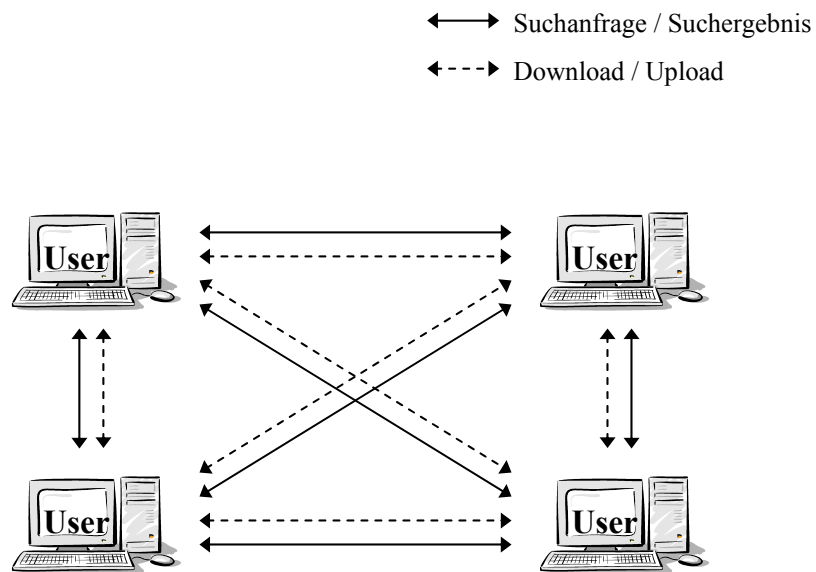 Suchanfrage / Suchergebnis
Download / Upload
User
User
User
User